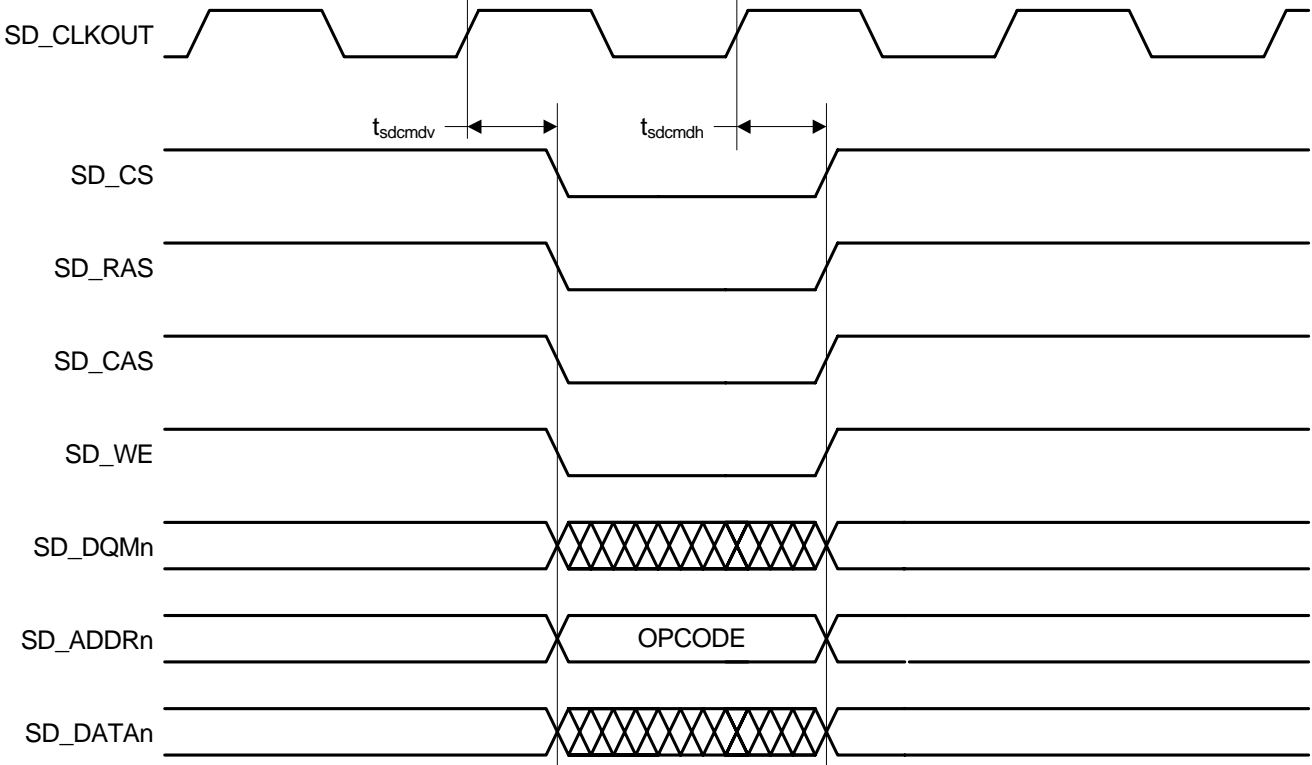 SD_CLKOUT
tsdcmdv
tsdcmdh
SD_CS
SD_RAS
SD_CAS
SD_WE
SD_DQMn
SD_ADDRn
OPCODE
SD_DATAn